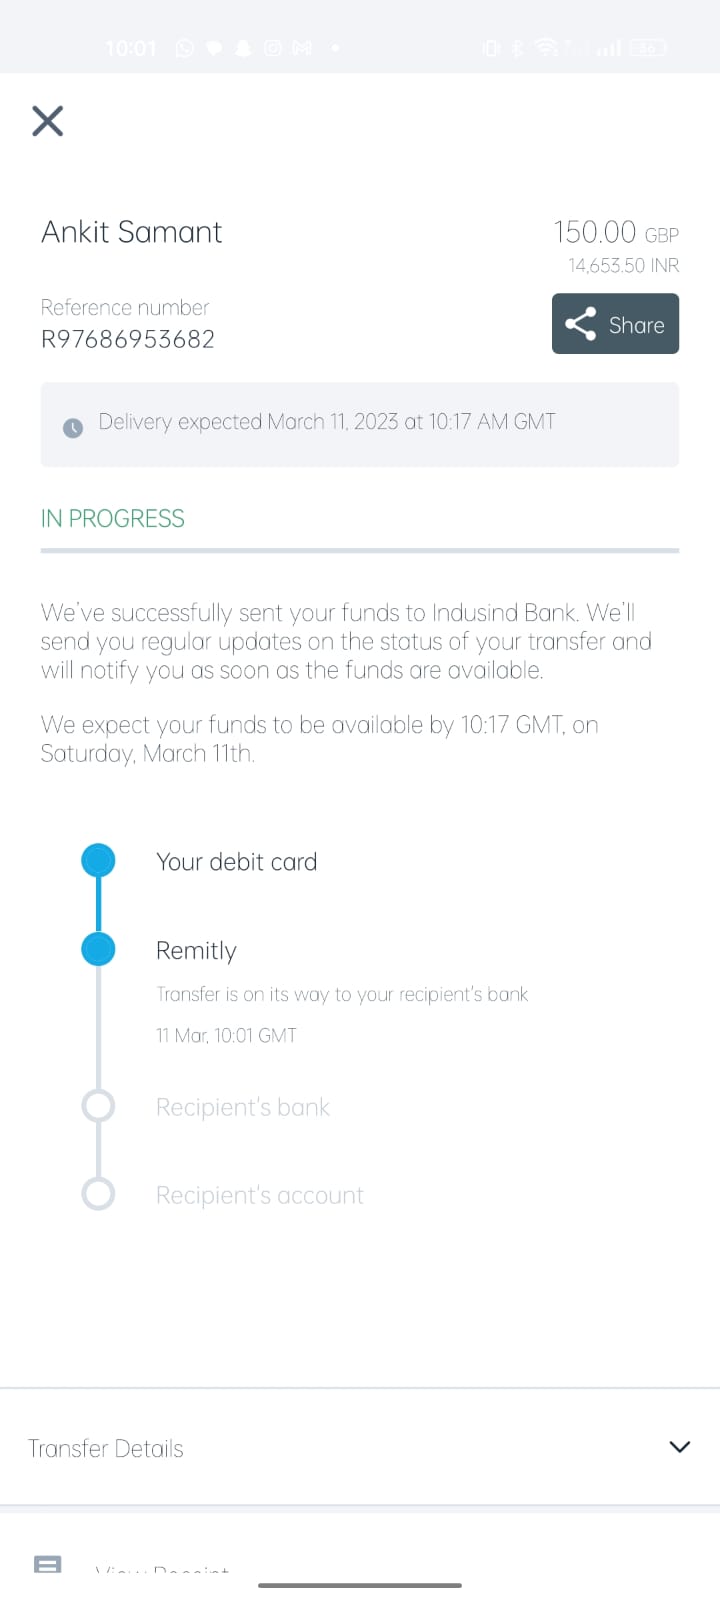 10:01
Ankit Samant
150.00 GBP
14,653.50 INR
Reference number
R97686953682
Share
Delivery expected March 11, 2023 at 10:17 AM GMT
IN PROGRESS
We've successfully sent your funds to Indusind Bank. We'll
send you regular updates on the status of your transfer and
will notify you as soon as the funds are available.
We expect your funds to be available by 10:17 GMT, on
Saturday, March 11th.
Your debit card
Remitly
Transfer is on its way to your recipient's bank
11 Mar, 10:01 GMT
Recipient's bank
Recipient's account
Transfer Details
View Receipt